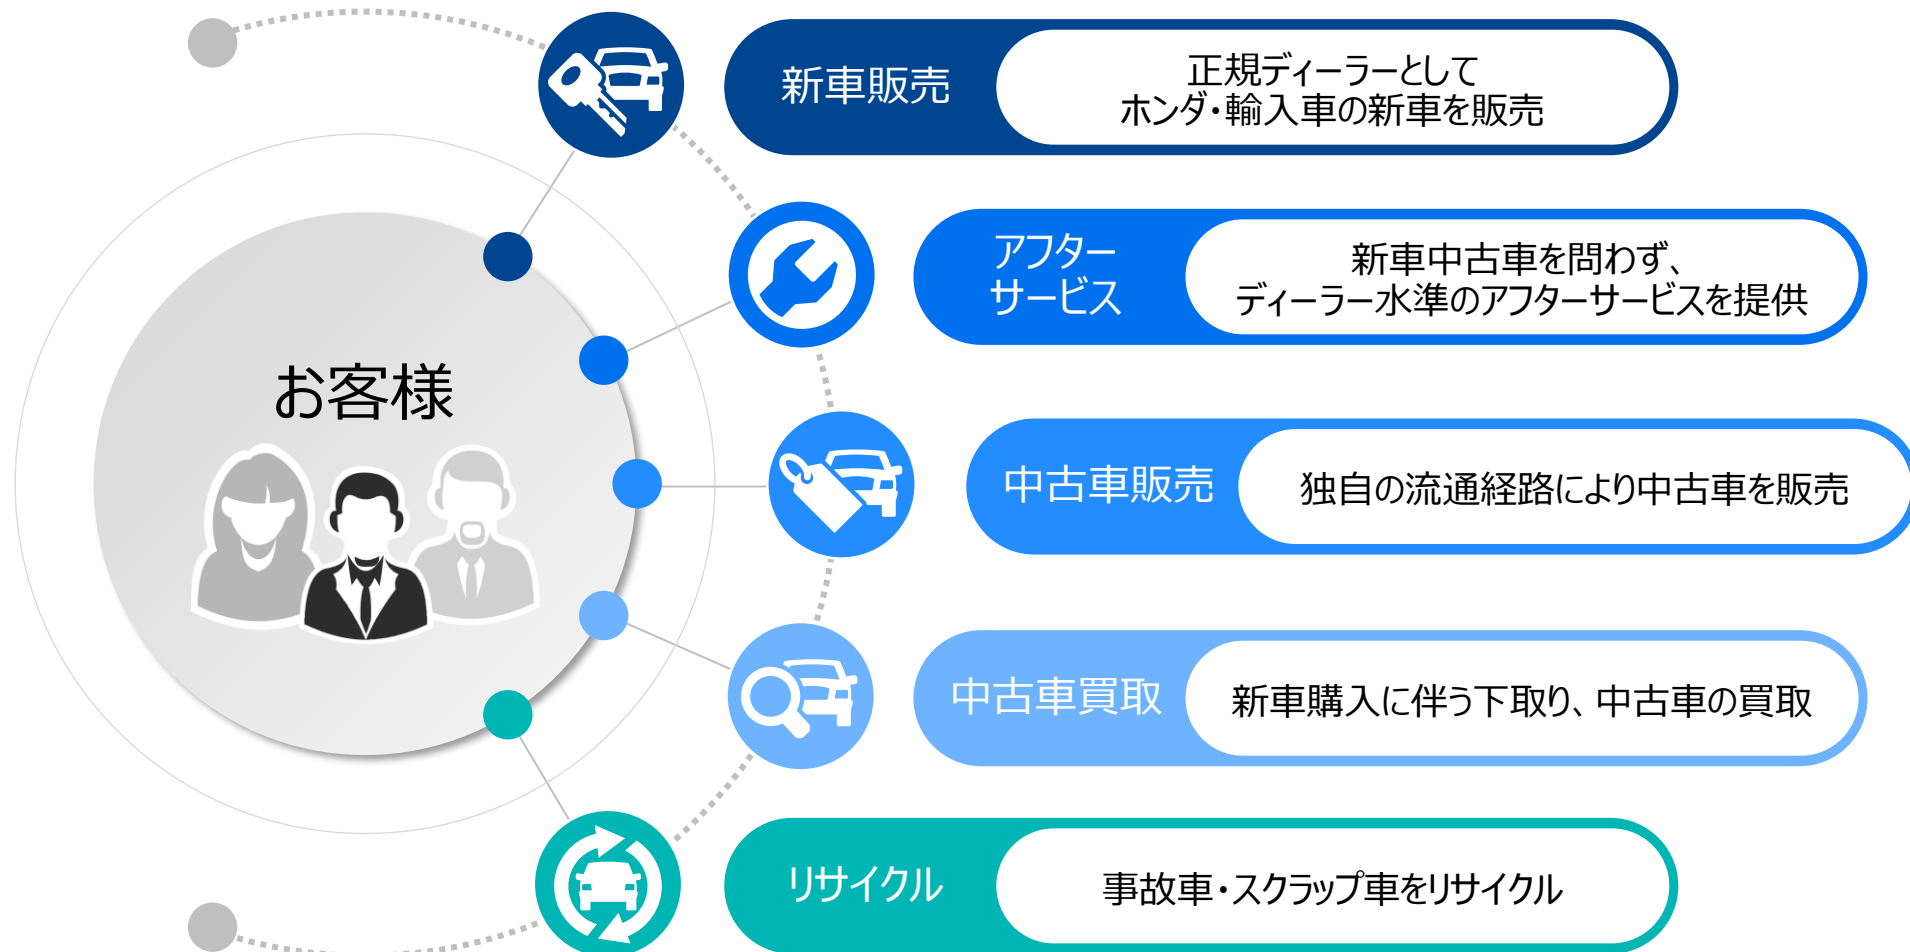 お客様
新車販売
正規ディーラーとして
ホンダ・輸入車の新車を販売
アフター
サービス
新車中古車を問わず、
ディーラー水準のアフターサービスを提供
中古車販売
独自の流通経路により中古車を販売
中古車買取
新車購入に伴う下取り、中古車の買取
リサイクル
事故車・スクラップ車をリサイクル